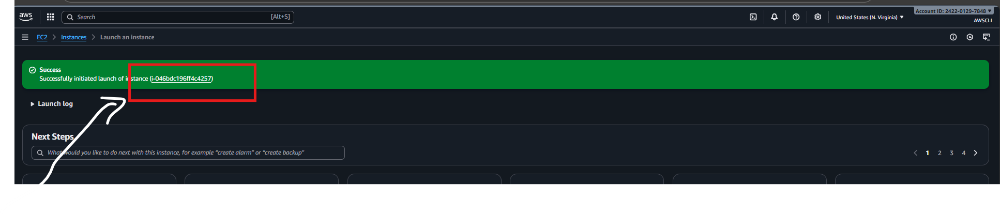 aws
Search
[Alt+S]
United States (N. Virginia)
Account ID: 2422-0129-7848
AWSCLI
EC2 > Instances > Launch an instance
Success
Successfully initiated launch of instance (i-046bdc196ff4c4257)
Launch log
Next Steps
What would you like to do next with this instance, for example “create alarm” or “create backup”
1 2 3 4